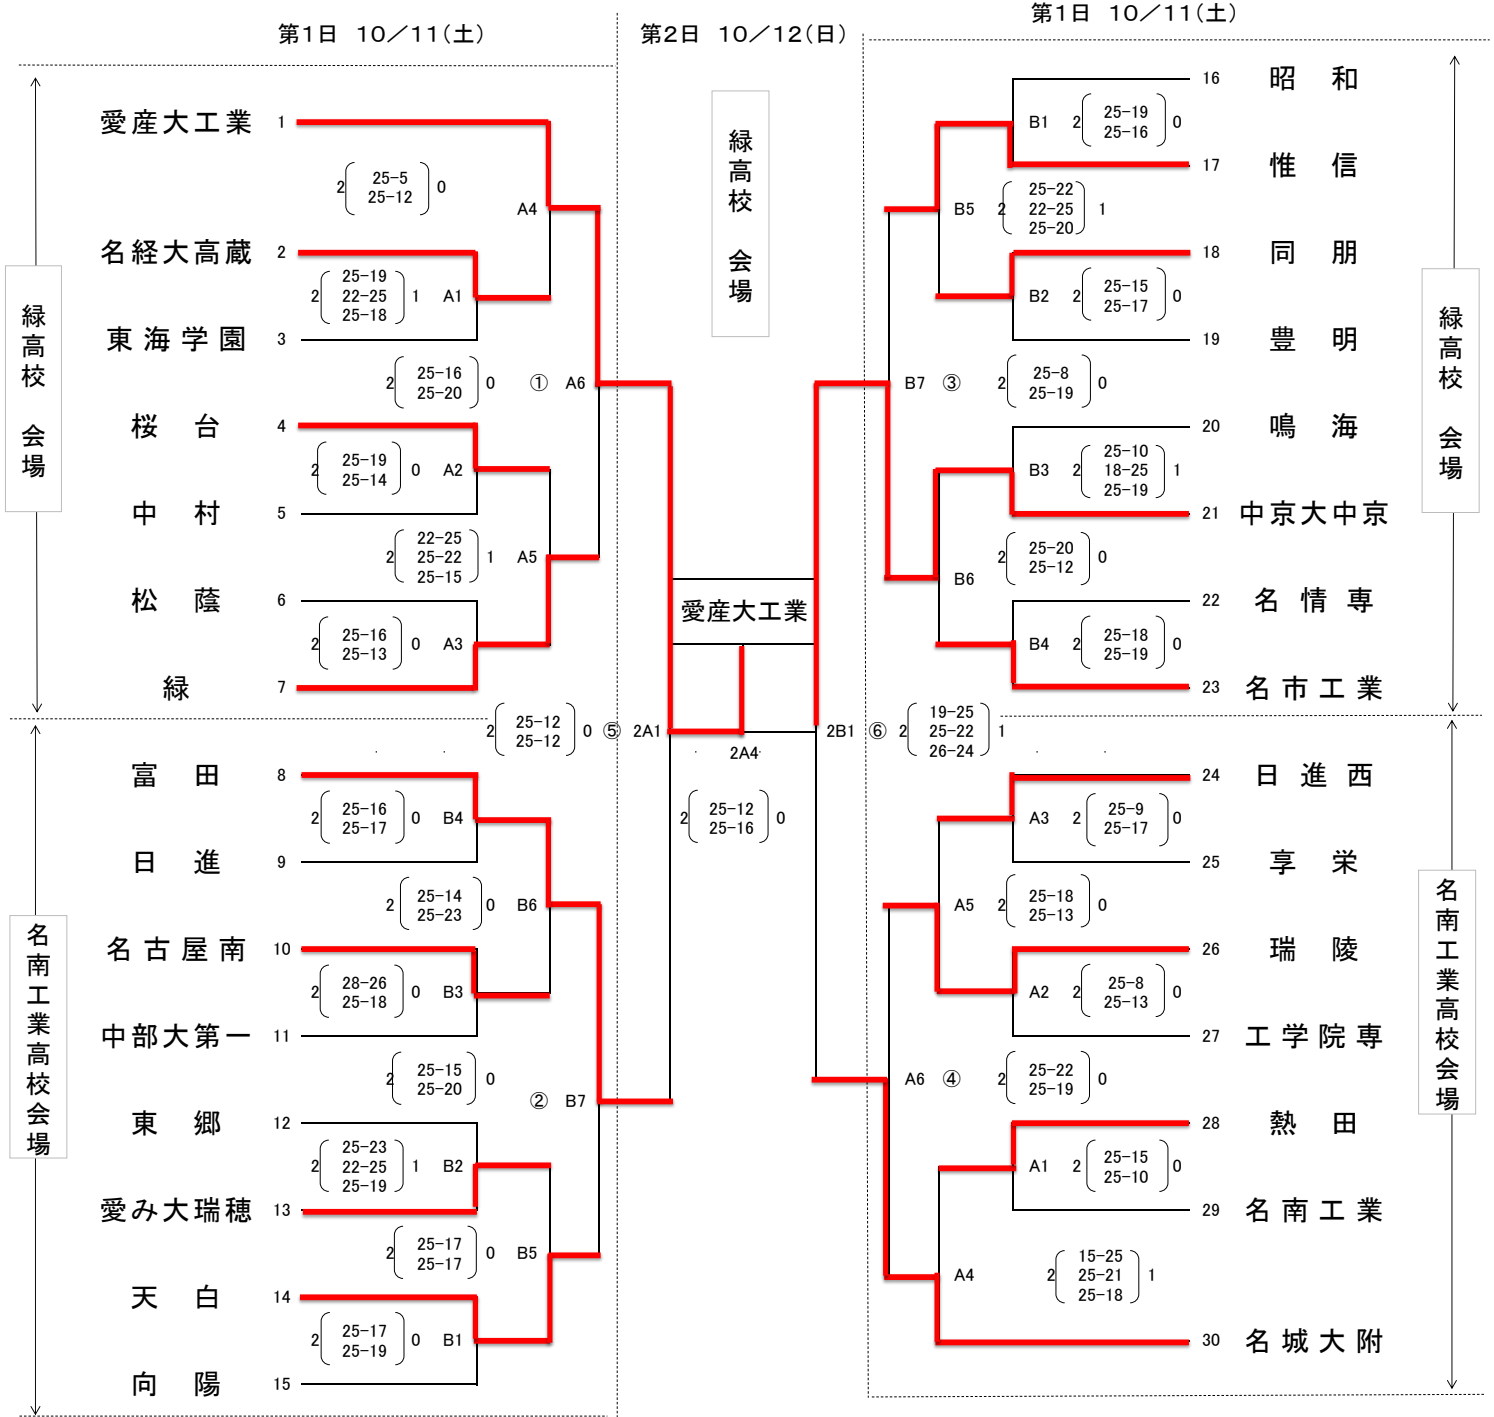 第1日 10／11(土)
第2日 10／12(日)
第1日 10／11(土)
緑高校 会場
緑高校 会場
緑高校 会場
名南工業高校会場
名南工業高校会場
愛産大工業 1
2 25-5 0
25-12
A4
名経大高蔵 2
25-19
2 22-25 1 A1
25-18
東海学園 3
2 25-16 0 ① A6
25-20
桜台 4
2 25-19 0 A2
25-14
中村 5
22-25
2 25-22 1 A5
25-15
松蔭 6
2 25-16 0 A3
25-13
緑 7
2 25-12 0 ⑤ 2A1
25-12
富田 8
2 25-16 0 B4
25-17
日進 9
2 25-14 0 B6
25-23
名古屋南 10
2 28-26 0 B3
25-18
中部大第一 11
2 25-15 0
25-20
② B7
東郷 12
25-23
2 22-25 1 B2
25-19
愛み大瑞穂 13
2 25-17 0 B5
25-17
天白 14
2 25-17 0 B1
25-19
向陽 15
愛産大工業
2A4
2 25-12 0
25-16
16 昭和
B1 2 25-19 0
25-16
17 惟信
25-22
B5 2 22-25 1
25-20
18 同朋
B2 2 25-15 0
25-17
19 豊明
B7 ③ 2 25-8 0
25-19
20 鳴海
25-10
B3 2 18-25 1
25-19
21 中京大中京
2 25-20 0
25-12
B6
22 名情専
B4 2 25-18 0
25-19
23 名市工業
19-25
2B1 ⑥ 2 25-22 1
26-24
24 日進西
A3 2 25-9 0
25-17
25 享栄
A5 2 25-18 0
25-13
26 瑞陵
A2 2 25-8 0
25-13
27 工学院専
A6 ④ 2 25-22 0
25-19
28 熱田
A1 2 25-15 0
25-10
29 名南工業
15-25
A4 2 25-21 1
25-18
30 名城大附